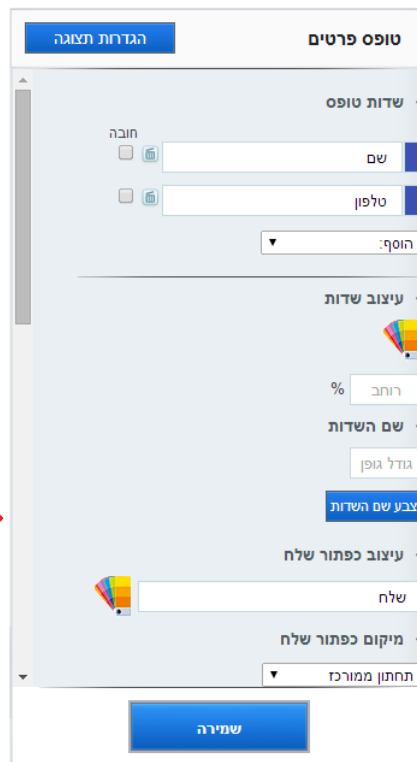 טופס פרטים
הגדרות תצוגה
שדות טופס
חובה
שם
טלפון
הוסף:
עיצוב שדות
רוחב %
שם השדות
גודל גופן
צבע שם השדות
עיצוב כפתור שלח
שלח
מיקום כפתור שלח
תחתון ממורכז
שמירה